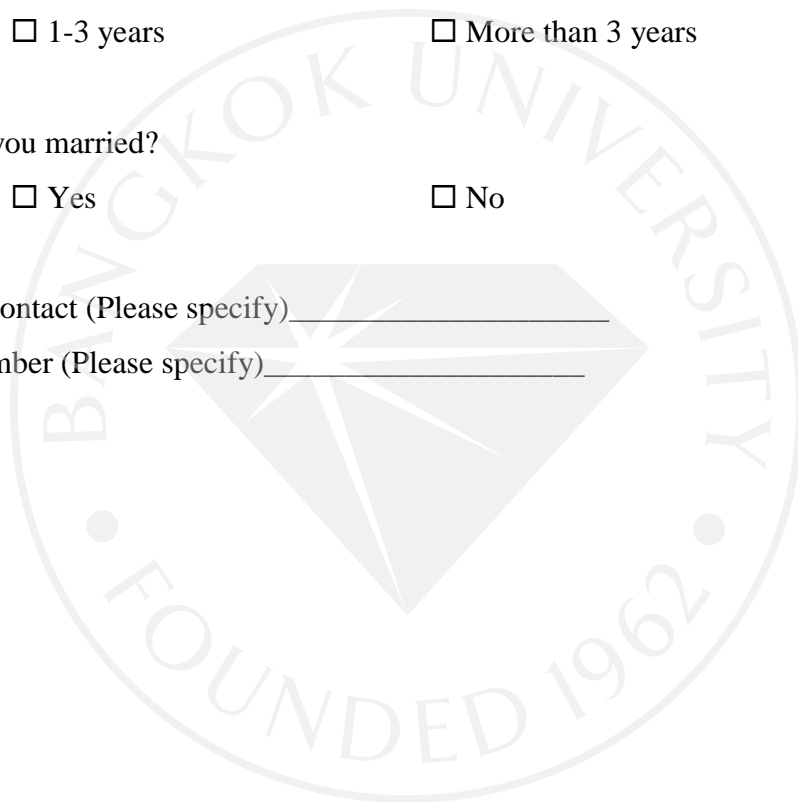 ☐ 1-3 years ☐ More than 3 years
you married?
☐ Yes ☐ No
ontact (Please specify)____________________
mber (Please specify)____________________
BANGKOK UNIVERSITY
FOUNDED 1962